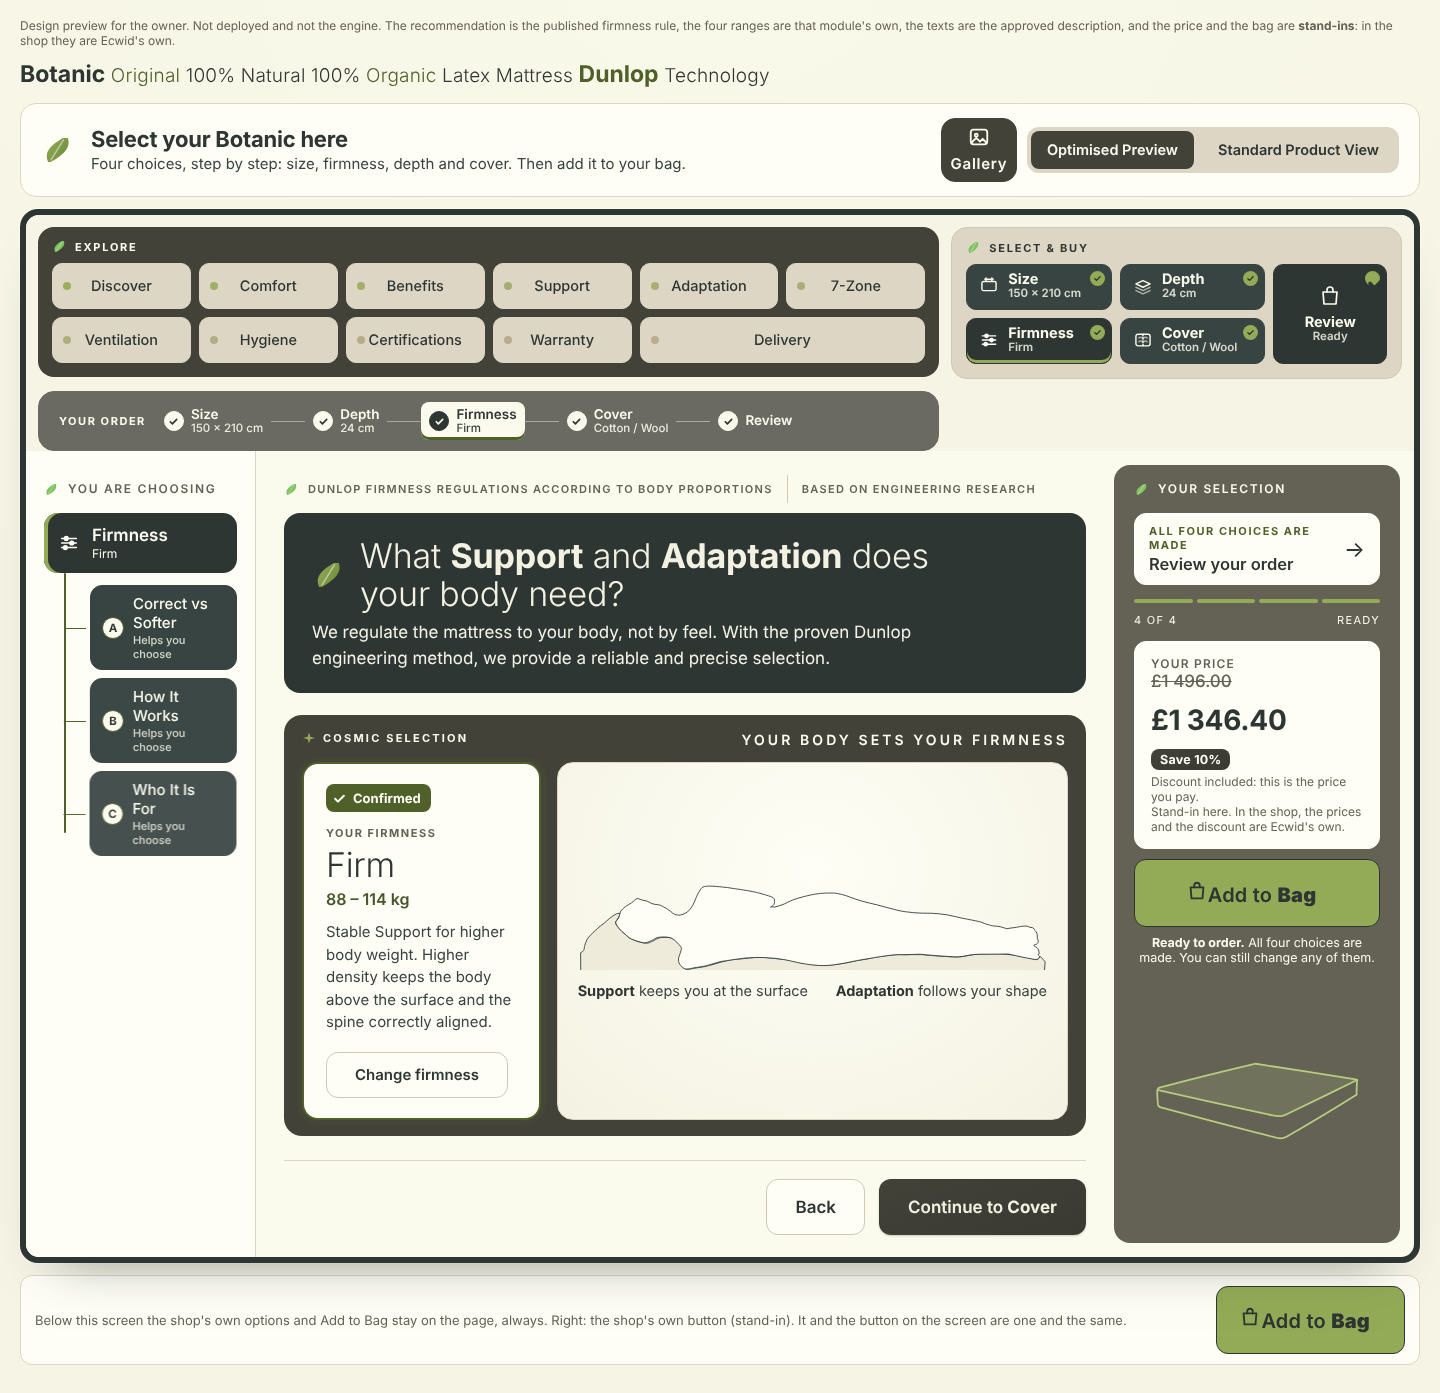 Design preview for the owner. Not deployed and not the engine. The recommendation is the published firmness rule, the four ranges are that module's own, the texts are the approved description, and the price and the bag are stand-ins: in the
shop they are Ecwid's own.
Botanic Original 100% Natural 100% Organic Latex Mattress Dunlop Technology
Select your Botanic here
Four choices, step by step: size, firmness, depth and cover. Then add it to your bag.
Gallery
Optimised Preview
Standard Product View
EXPLORE
Discover
Comfort
Benefits
Support
Adaptation
7-Zone
Ventilation
Hygiene
Certifications
Warranty
Delivery
SELECT & BUY
Size
150 × 210 cm
Depth
24 cm
Firmness
Firm
Cover
Cotton / Wool
Review
Ready
YOUR ORDER
Size
150 × 210 cm
Depth
24 cm
Firmness
Firm
Cover
Cotton / Wool
Review
YOU ARE CHOOSING
Firmness
Firm
A
Correct vs
Softer
Helps you
choose
B
How It
Works
Helps you
choose
C
Who It Is
For
Helps you
choose
DUNLOP FIRMNESS REGULATIONS ACCORDING TO BODY PROPORTIONS
BASED ON ENGINEERING RESEARCH
What Support and Adaptation does
your body need?
We regulate the mattress to your body, not by feel. With the proven Dunlop
engineering method, we provide a reliable and precise selection.
COSMIC SELECTION
YOUR BODY SETS YOUR FIRMNESS
Confirmed
YOUR FIRMNESS
Firm
88 – 114 kg
Stable Support for higher
body weight. Higher
density keeps the body
above the surface and the
spine correctly aligned.
Change firmness
Support keeps you at the surface
Adaptation follows your shape
Back
Continue to Cover
YOUR SELECTION
ALL FOUR CHOICES ARE
MADE
Review your order
4 OF 4
READY
YOUR PRICE
£1 496.00
£1 346.40
Save 10%
Discount included: this is the price
you pay.
Stand-in here. In the shop, the prices
and the discount are Ecwid's own.
Add to Bag
Ready to order. All four choices are
made. You can still change any of them.
Below this screen the shop's own options and Add to Bag stay on the page, always. Right: the shop's own button (stand-in). It and the button on the screen are one and the same.
Add to Bag